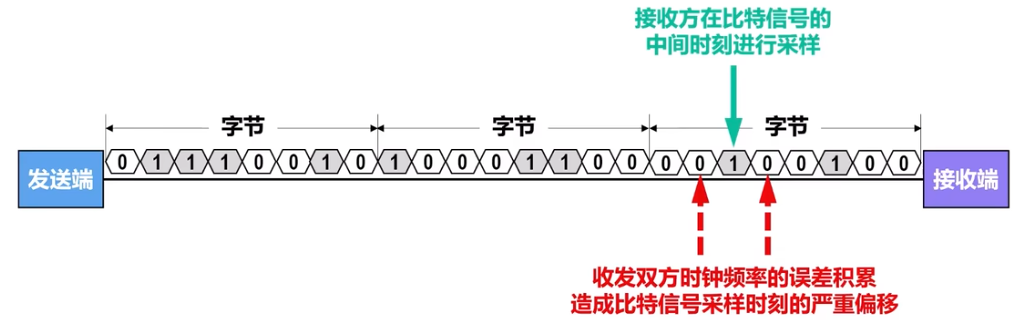 接收方在比特信号的
中间时刻进行采样
字节 字节 字节
发送端 0 1 1 1 0 0 1 0 1 0 0 0 1 1 0 0 0 0 1 0 0 1 0 0 接收端
收发双方时钟频率的误差积累
造成比特信号采样时刻的严重偏移